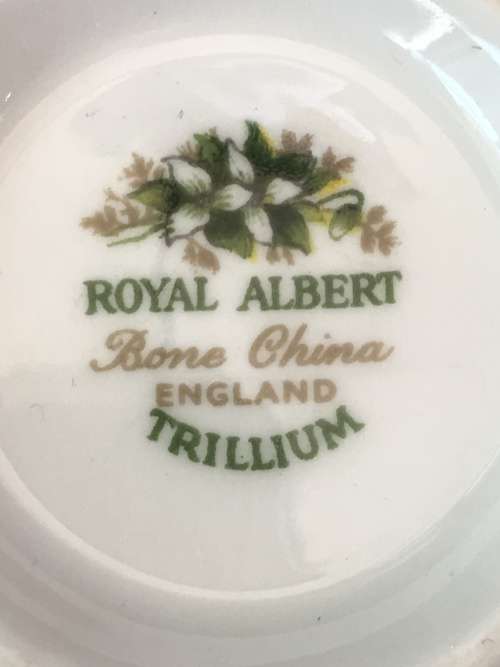 ROYAL ALBERT
Bone China
ENGLAND
TRILLIUM